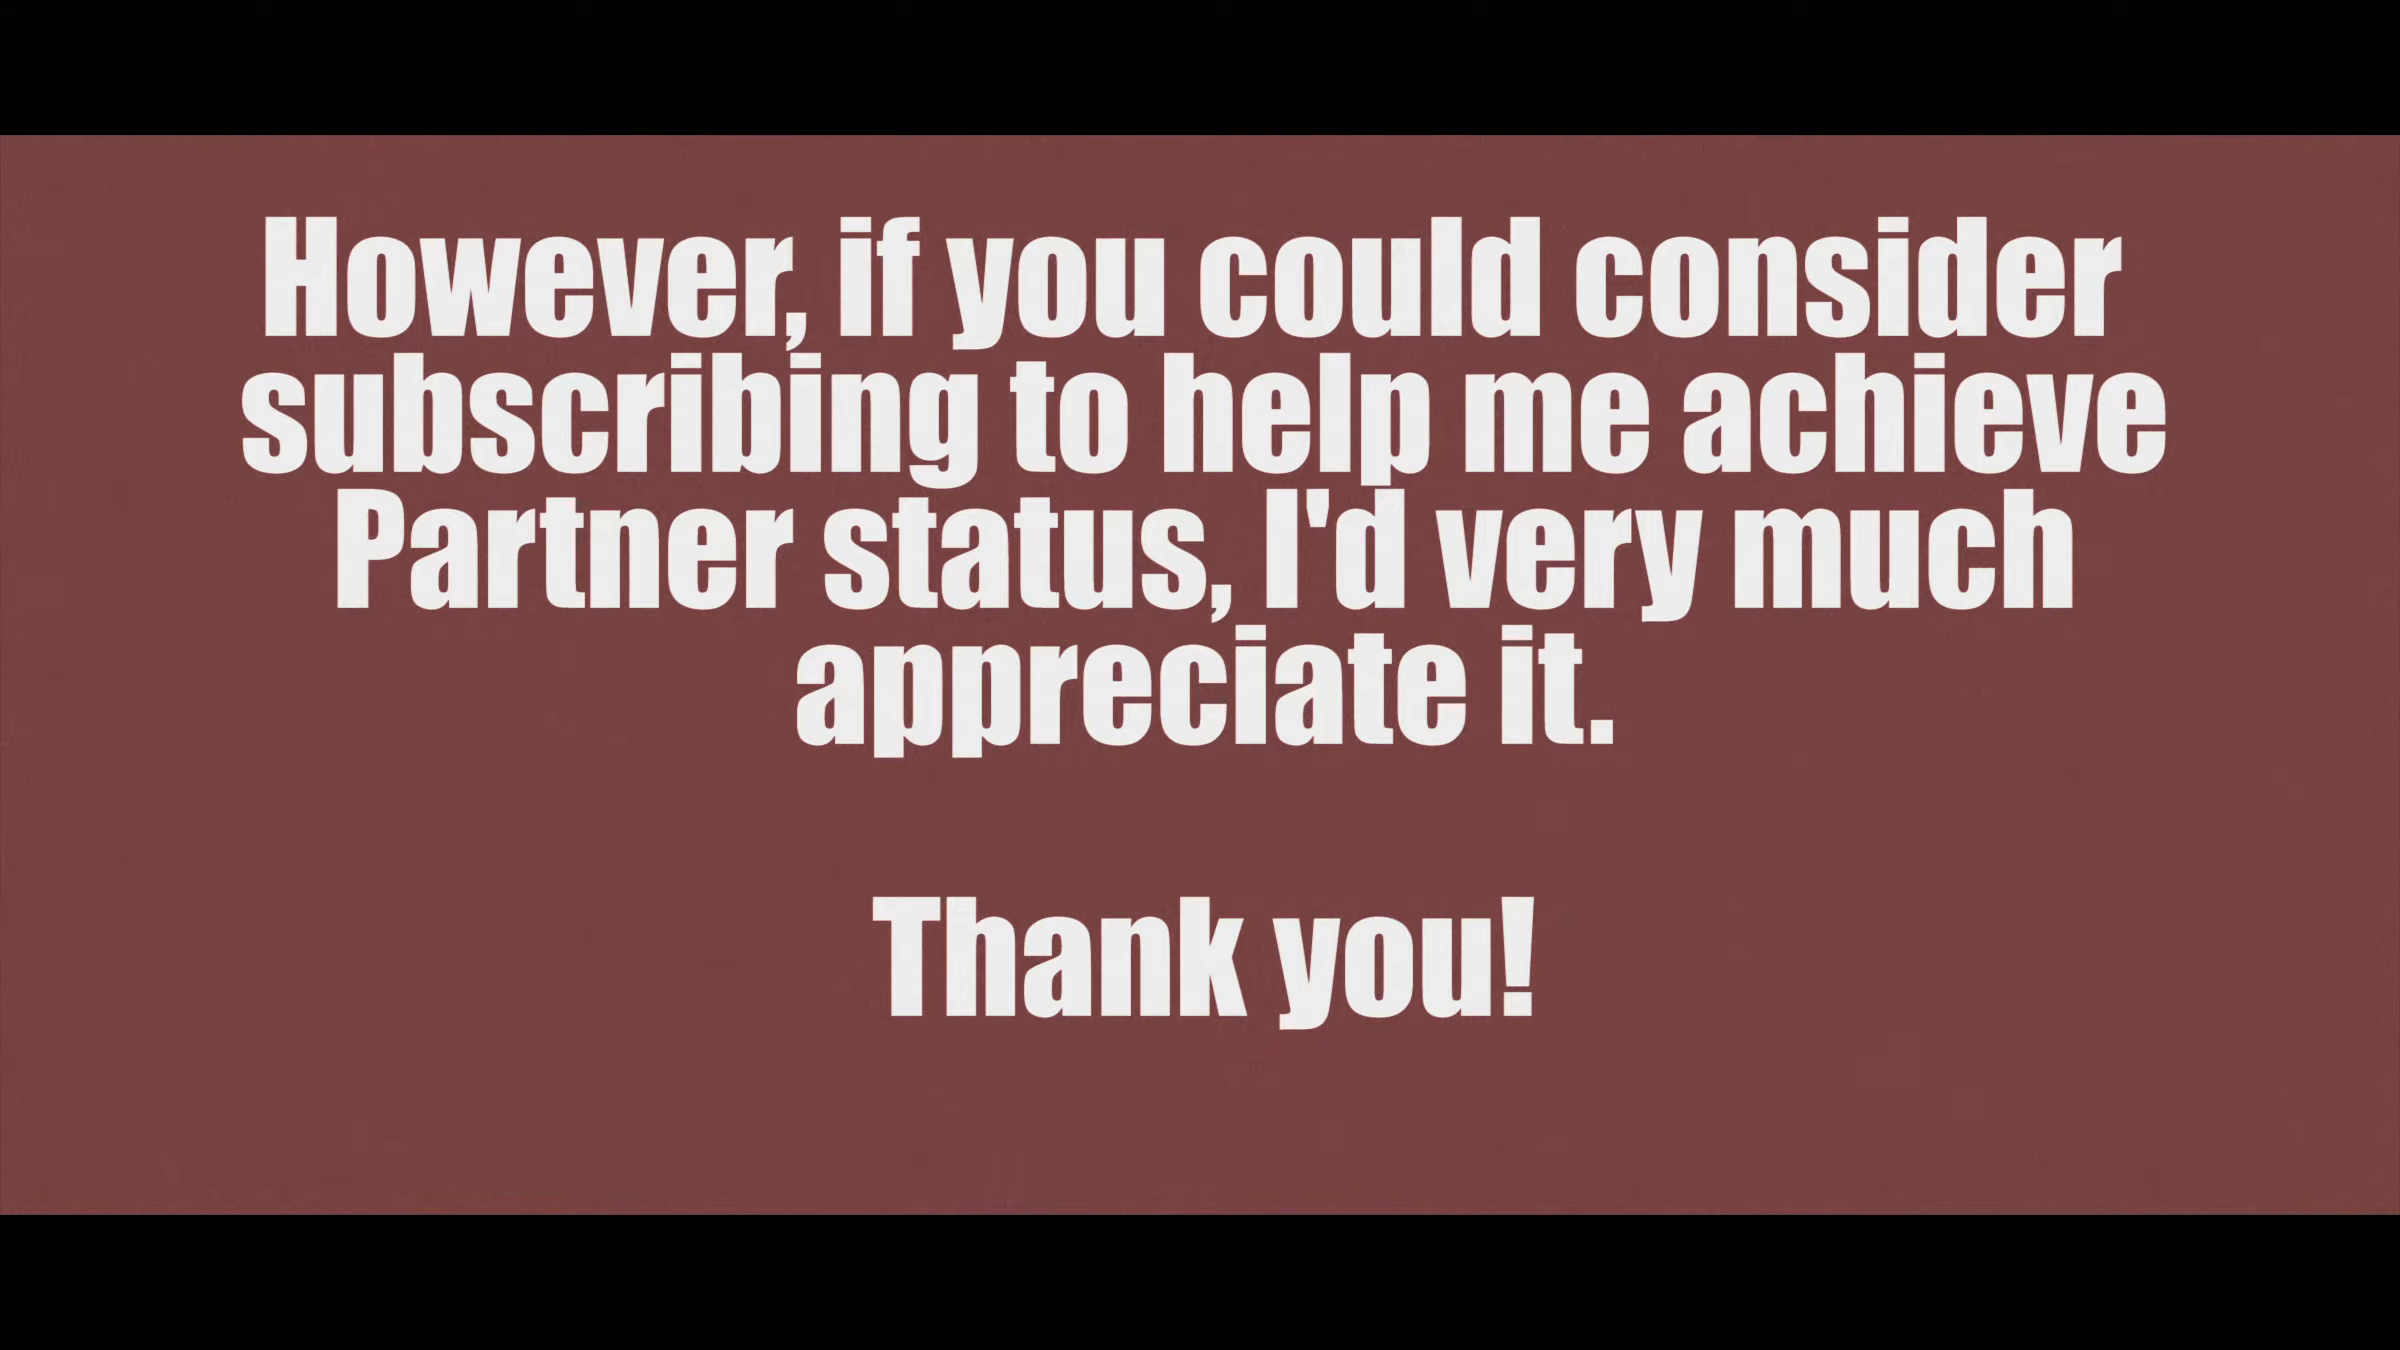 However, if you could consider
subscribing to help me achieve
Partner status, I'd very much
appreciate it.
Thank you!